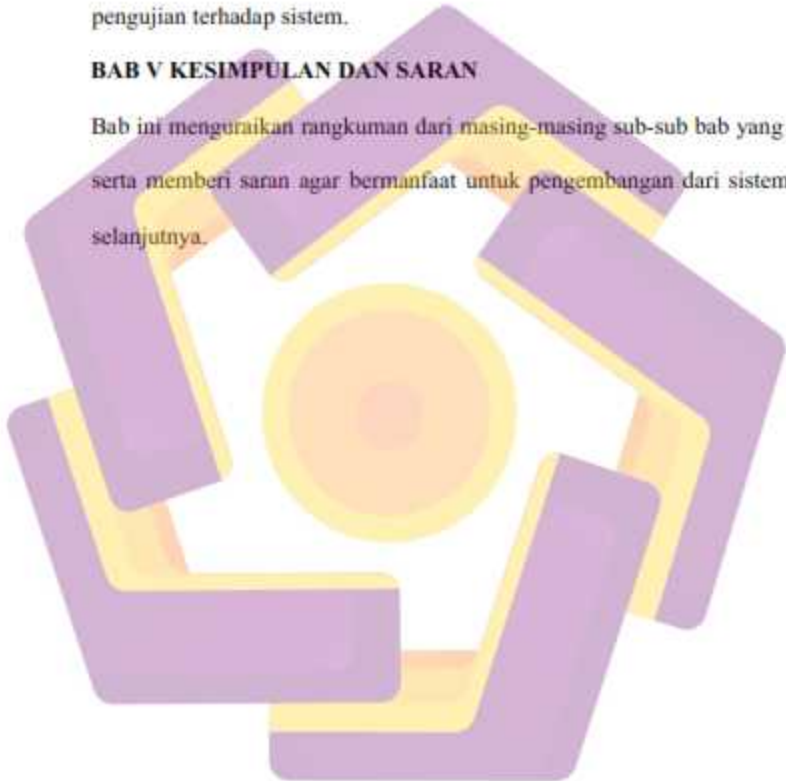 pengujian terhadap sistem.
BAB V KESIMPULAN DAN SARAN
Bab ini menguraikan rangkuman dari masing-masing sub-sub bab yang
serta memberi saran agar bermanfaat untuk pengembangan dari sistem
selanjutnya.